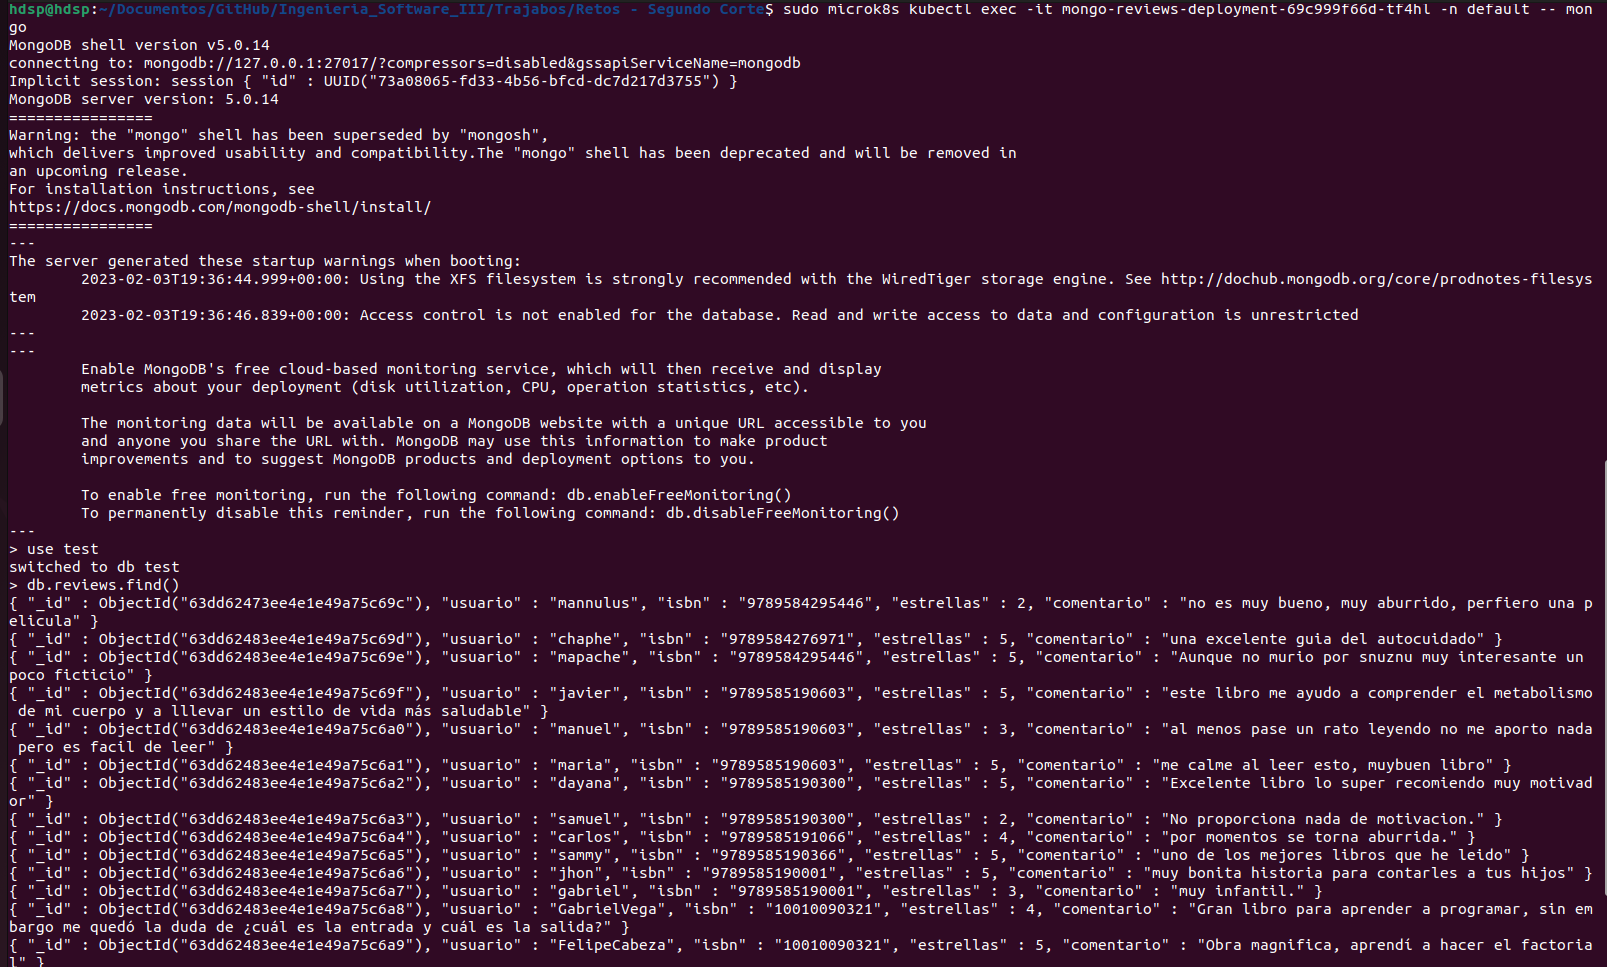 hdsp@hdsp:~/Documentos/GitHub/Ingenieria_Software_III/Trajabos/Retos - Segundo Corte$ sudo microk8s kubectl exec -it mongo-reviews-deployment-69c999f66d-tf4hl -n default -- mon
go
MongoDB shell version v5.0.14
connecting to: mongodb://127.0.0.1:27017/?compressors=disabled&gssapiServiceName=mongodb
Implicit session: session { "id" : UUID("73a08065-fd33-4b56-bfcd-dc7d217d3755") }
MongoDB server version: 5.0.14
================
Warning: the "mongo" shell has been superseded by "mongosh",
which delivers improved usability and compatibility.The "mongo" shell has been deprecated and will be removed in
an upcoming release.
For installation instructions, see
https://docs.mongodb.com/mongodb-shell/install/
================
---
The server generated these startup warnings when booting:
        2023-02-03T19:36:44.999+00:00: Using the XFS filesystem is strongly recommended with the WiredTiger storage engine. See http://dochub.mongodb.org/core/prodnotes-filesys
tem
        2023-02-03T19:36:46.839+00:00: Access control is not enabled for the database. Read and write access to data and configuration is unrestricted
---
---
        Enable MongoDB's free cloud-based monitoring service, which will then receive and display
        metrics about your deployment (disk utilization, CPU, operation statistics, etc).

        The monitoring data will be available on a MongoDB website with a unique URL accessible to you
        and anyone you share the URL with. MongoDB may use this information to make product
        improvements and to suggest MongoDB products and deployment options to you.

        To enable free monitoring, run the following command: db.enableFreeMonitoring()
        To permanently disable this reminder, run the following command: db.disableFreeMonitoring()
---
> use test
switched to db test
> db.reviews.find()
{ "_id" : ObjectId("63dd62473ee4e1e49a75c69c"), "usuario" : "mannulus", "isbn" : "9789584295446", "estrellas" : 2, "comentario" : "no es muy bueno, muy aburrido, perfiero una p
elicula" }
{ "_id" : ObjectId("63dd62483ee4e1e49a75c69d"), "usuario" : "chaphe", "isbn" : "9789584276971", "estrellas" : 5, "comentario" : "una excelente guia del autocuidado" }
{ "_id" : ObjectId("63dd62483ee4e1e49a75c69e"), "usuario" : "mapache", "isbn" : "9789584295446", "estrellas" : 5, "comentario" : "Aunque no murio por snuznu muy interesante un 
poco ficticio" }
{ "_id" : ObjectId("63dd62483ee4e1e49a75c69f"), "usuario" : "javier", "isbn" : "9789585190603", "estrellas" : 5, "comentario" : "este libro me ayudo a comprender el metabolismo
 de mi cuerpo y a lllevar un estilo de vida más saludable" }
{ "_id" : ObjectId("63dd62483ee4e1e49a75c6a0"), "usuario" : "manuel", "isbn" : "9789585190603", "estrellas" : 3, "comentario" : "al menos pase un rato leyendo no me aporto nada
 pero es facil de leer" }
{ "_id" : ObjectId("63dd62483ee4e1e49a75c6a1"), "usuario" : "maria", "isbn" : "9789585190603", "estrellas" : 5, "comentario" : "me calme al leer esto, muybuen libro" }
{ "_id" : ObjectId("63dd62483ee4e1e49a75c6a2"), "usuario" : "dayana", "isbn" : "9789585190300", "estrellas" : 5, "comentario" : "Excelente libro lo super recomiendo muy motivad
or" }
{ "_id" : ObjectId("63dd62483ee4e1e49a75c6a3"), "usuario" : "samuel", "isbn" : "9789585190300", "estrellas" : 2, "comentario" : "No proporciona nada de motivacion." }
{ "_id" : ObjectId("63dd62483ee4e1e49a75c6a4"), "usuario" : "carlos", "isbn" : "9789585191066", "estrellas" : 4, "comentario" : "por momentos se torna aburrida." }
{ "_id" : ObjectId("63dd62483ee4e1e49a75c6a5"), "usuario" : "sammy", "isbn" : "9789585190366", "estrellas" : 5, "comentario" : "uno de los mejores libros que he leido" }
{ "_id" : ObjectId("63dd62483ee4e1e49a75c6a6"), "usuario" : "jhon", "isbn" : "9789585190001", "estrellas" : 5, "comentario" : "muy bonita historia para contarles a tus hijos" }
{ "_id" : ObjectId("63dd62483ee4e1e49a75c6a7"), "usuario" : "gabriel", "isbn" : "9789585190001", "estrellas" : 3, "comentario" : "muy infantil." }
{ "_id" : ObjectId("63dd62483ee4e1e49a75c6a8"), "usuario" : "GabrielVega", "isbn" : "10010090321", "estrellas" : 4, "comentario" : "Gran libro para aprender a programar, sin em
bargo me quedó la duda de ¿cuál es la entrada y cuál es la salida?" }
{ "_id" : ObjectId("63dd62483ee4e1e49a75c6a9"), "usuario" : "FelipeCabeza", "isbn" : "10010090321", "estrellas" : 5, "comentario" : "Obra magnifica, aprendi a hacer el factoria
l" }